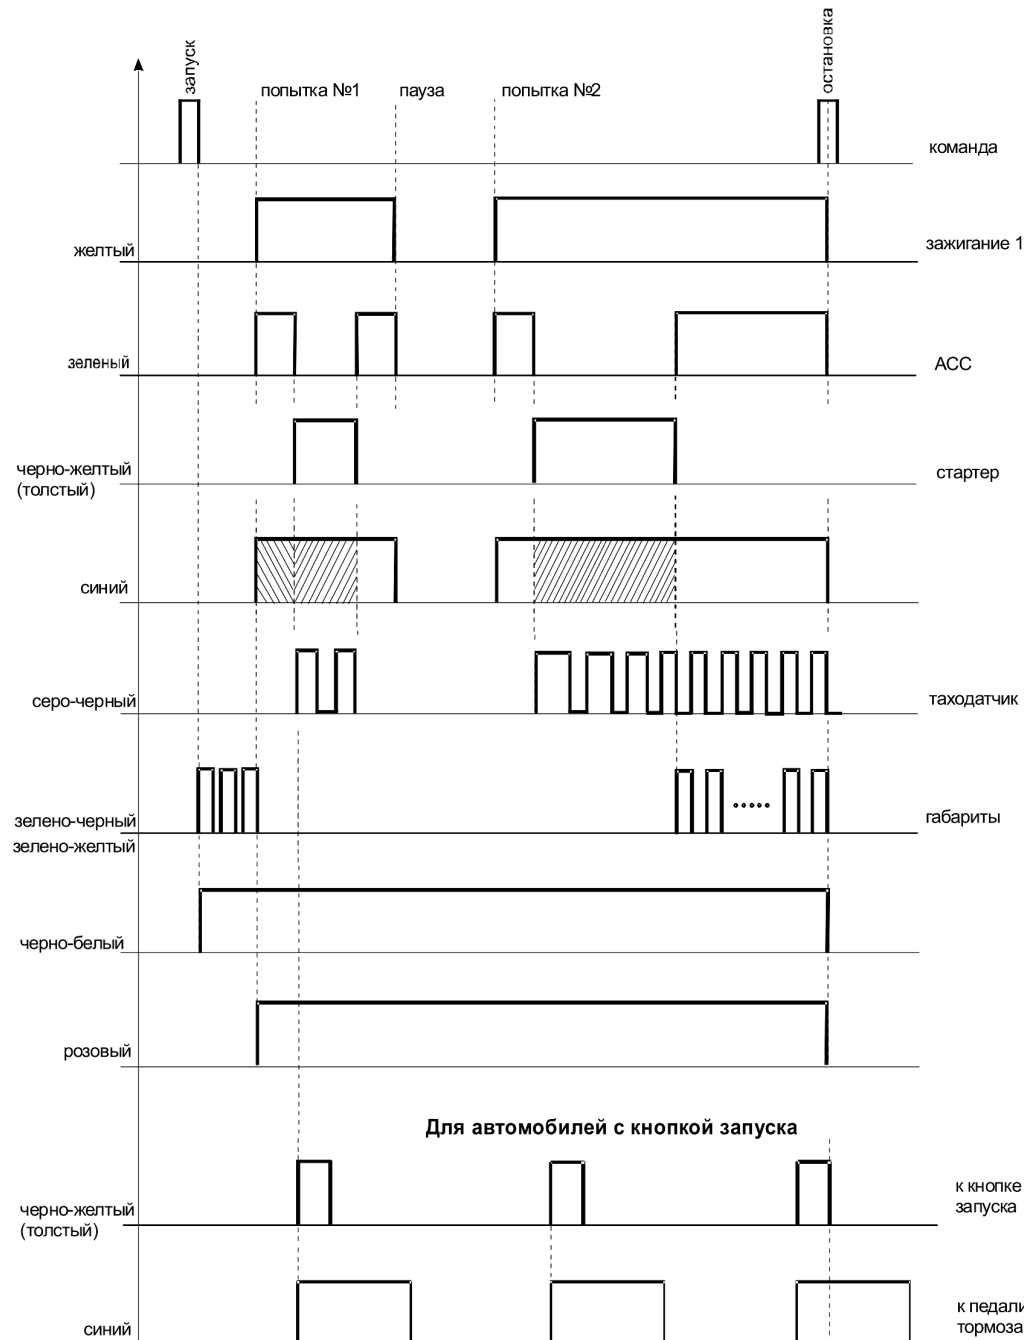 запуск
остановка
попытка №1
пауза
попытка №2
команда
желтый
зажигание 1
зеленый
ACC
черно-желтый
(толстый)
стартер
синий
серо-черный
таходатчик
зелено-черный
зелено-желтый
габариты
черно-белый
розовый
Для автомобилей с кнопкой запуска
черно-желтый
(толстый)
к кнопке
запуска
синий
к педали
тормоза